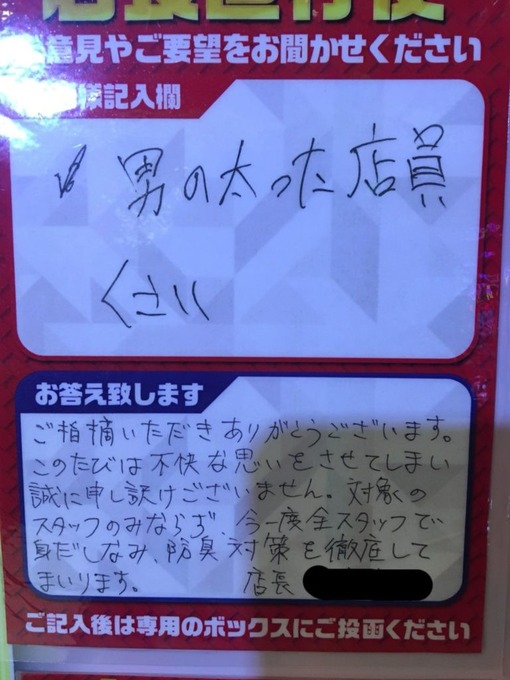 店長直行便
意見やご要望をお聞かせください
様記入欄
男の太った店員
くさい
お答え致します
ご指摘いただきありがとうございます。
このたびは不快な思いをさせてしまい
誠に申し訳けございません。対象の
スタッフのみならず、今一度全スタッフで
身だしなみ、防臭対策を徹底して
まいります。 店長
ご記入後は専用のボックスにご投函ください